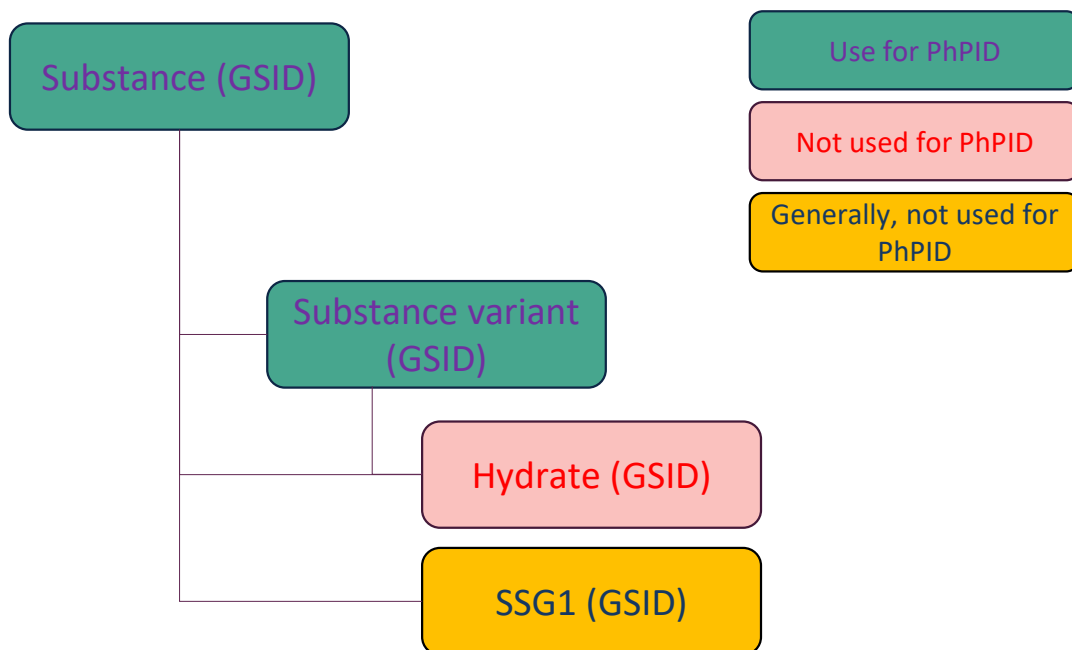 Substance (GSID)
Use for PhPID
Not used for PhPID
Generally, not used for
PhPID
Substance variant
(GSID)
Hydrate (GSID)
SSG1 (GSID)